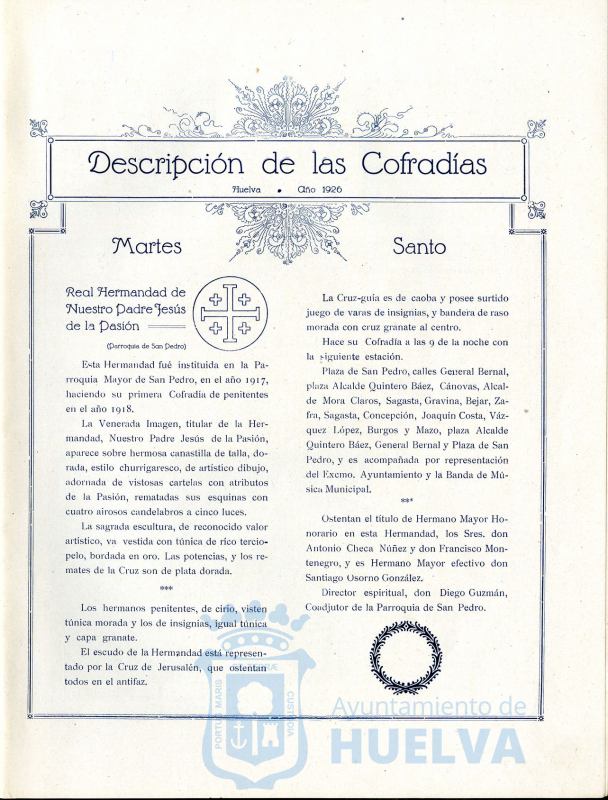 Descripción de las Cofradías
Huelva • Año 1926
Martes Santo
Real Hermandad de
Nuestro Padre Jesús
de la Pasión
(Parroquia de San Pedro)
Esta Hermandad fué instituida en la Pa-
rroquia Mayor de San Pedro, en el año 1917,
haciendo su primera Cofradía de penitentes
en el año 1918.
La Venerada Imagen, titular de la Her-
mandad, Nuestro Padre Jesús de la Pasión,
aparece sobre hermosa canastilla de talla, do-
rada, estilo churrigaresco, de artístico dibujo,
adornada de vistosas cartelas con atributos
de la Pasión, rematadas sus esquinas con
cuatro airosos candelabros a cinco luces.
La sagrada escultura, de reconocido valor
artístico, va vestida con túnica de rico tercio-
pelo, bordada en oro. Las potencias, y los re-
mates de la Cruz son de plata dorada.
***
Los hermanos penitentes, de cirio, visten
túnica morada y los de insignias, igual túnica
y capa granate.
El escudo de la Hermandad está represen-
tado por la Cruz de Jerusalén, que ostentan
todos en el antifaz.
La Cruz-guía es de caoba y posee surtido
juego de varas de insignias, y bandera de raso
morada con cruz granate al centro.
Hace su Cofradía a las 9 de la noche con
la siguiente estación.
Plaza de San Pedro, calles General Bernal,
plaza Alcalde Quintero Báez, Cánovas, Alcal-
de Mora Claros, Sagasta, Gravina, Bejar, Za-
fra, Sagasta, Concepción, Joaquín Costa, Váz-
quez López, Burgos y Mazo, plaza Alcalde
Quintero Báez, General Bernal y Plaza de San
Pedro, y es acompañada por representación
del Excmo. Ayuntamiento y la Banda de Mú-
sica Municipal.
***
Ostentan el título de Hermano Mayor Ho-
norario en esta Hermandad, los Sres. don
Antonio Checa Núñez y don Francisco Mon-
tenegro, y es Hermano Mayor efectivo don
Santiago Osorno González.
Director espiritual, don Diego Guzmán,
Coadjutor de la Parroquia de San Pedro.
PORTUS MARIS
CUSTODIA
Ayuntamiento de
HUELVA